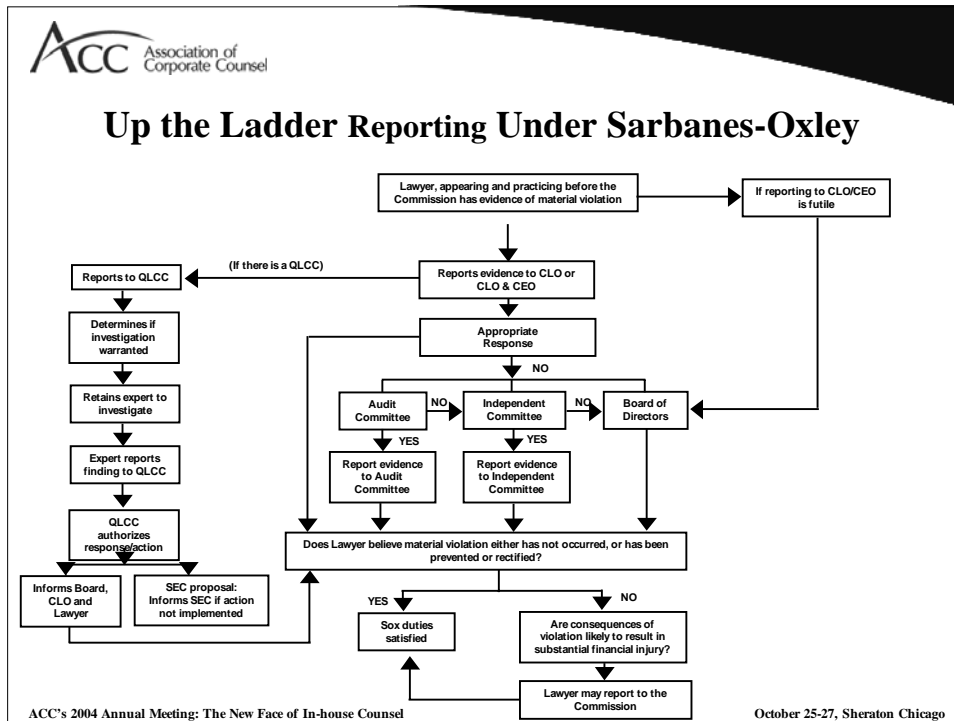 ACC Association of
Corporate Counsel
Up the Ladder Reporting Under Sarbanes-Oxley
Lawyer, appearing and practicing before the
Commission has evidence of material violation
If reporting to CLO/CEO
is futile
(If there is a QLCC)
Reports to QLCC
Reports evidence to CLO or
CLO & CEO
Determines if
investigation
warranted
Appropriate
Response
NO
Retains expert to
investigate
Audit
Committee
NO
Independent
Committee
NO
Board of
Directors
YES
YES
Expert reports
finding to QLCC
Report evidence
to Audit
Committee
Report evidence
to Independent
Committee
QLCC
authorizes
response/action
Does Lawyer believe material violation either has not occurred, or has been
prevented or rectified?
Informs Board,
CLO and
Lawyer
SEC proposal:
Informs SEC if action
not implemented
YES
NO
Sox duties
satisfied
Are consequences of
violation likely to result in
substantial financial injury?
Lawyer may report to the
Commission
ACC's 2004 Annual Meeting: The New Face of In-house Counsel
October 25-27, Sheraton Chicago